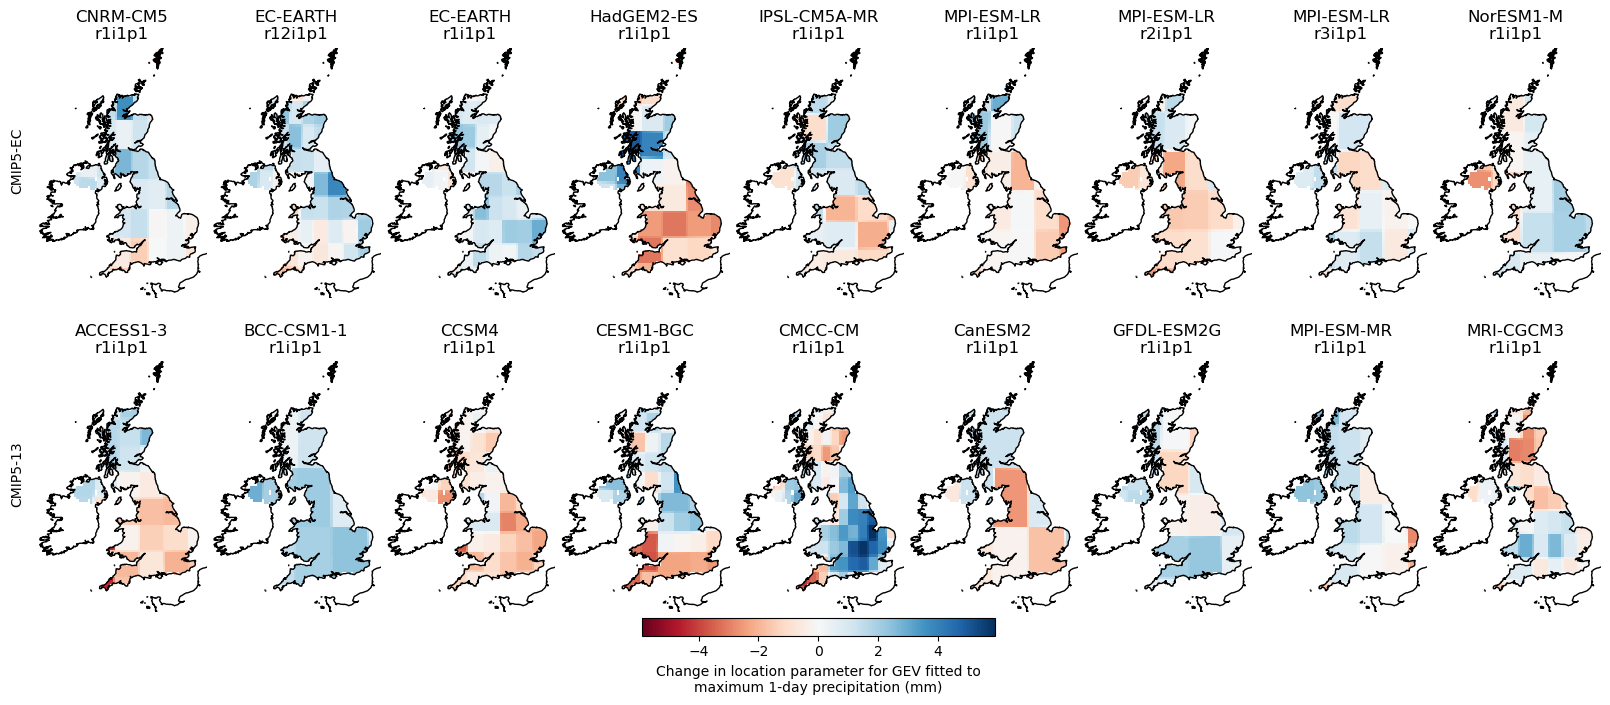 CNRM-CM5 EC-EARTH EC-EARTH HadGEM2-ES IPSL-CM5A-MR MPI-ESM-LR MPI-ESM-LR MPI-ESM-LR NorESM1-M
r1i1p1 r12i1p1 r1i1p1 r1i1p1 r1i1p1 r1i1p1 r2i1p1 r3i1p1 r1i1p1
CMIP5-EC
ACCESS1-3 BCC-CSM1-1 CCSM4 CESM1-BGC CMCC-CM CanESM2 GFDL-ESM2G MPI-ESM-MR MRI-CGCM3
r1i1p1 r1i1p1 r1i1p1 r1i1p1 r1i1p1 r1i1p1 r1i1p1 r1i1p1 r1i1p1
CMIP5-13
−4 −2 0 2 4
Change in location parameter for GEV fitted to
maximum 1-day precipitation (mm)